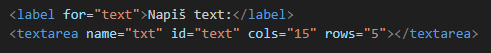 <label for="text">Napiš text:</label>
<textarea name="txt" id="text" cols="15" rows="5"></textarea>